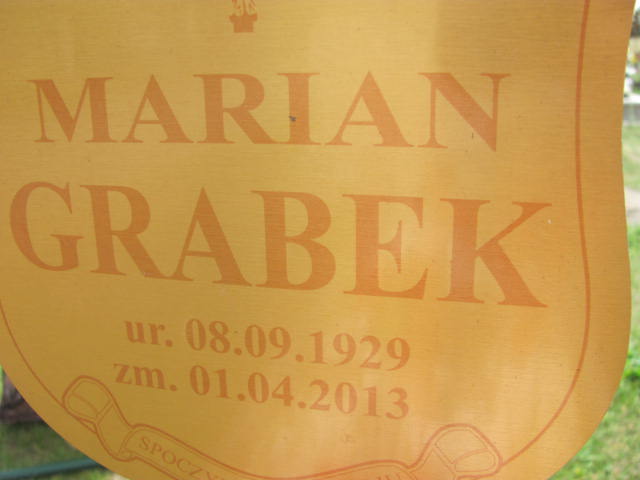 MARIAN
GRABEK
ur. 08.09.1929
zm. 01.04.2013